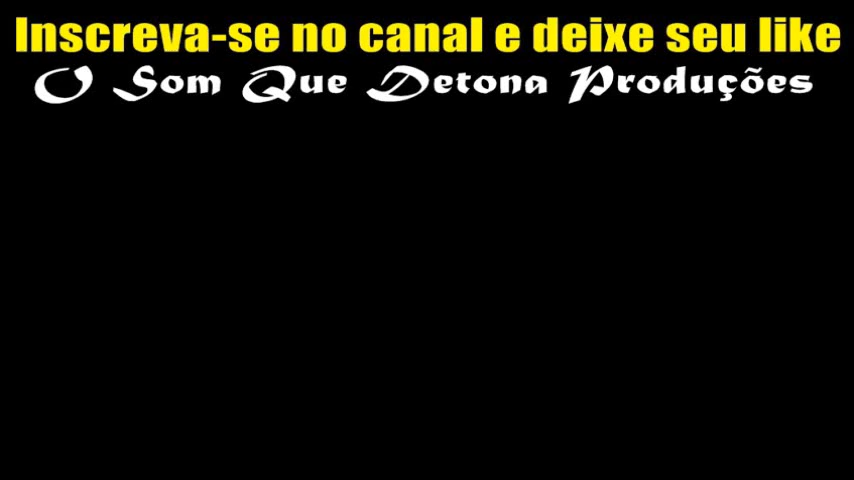 Inscreva-se no canal e deixe seu like
O Som Que Detona Produções